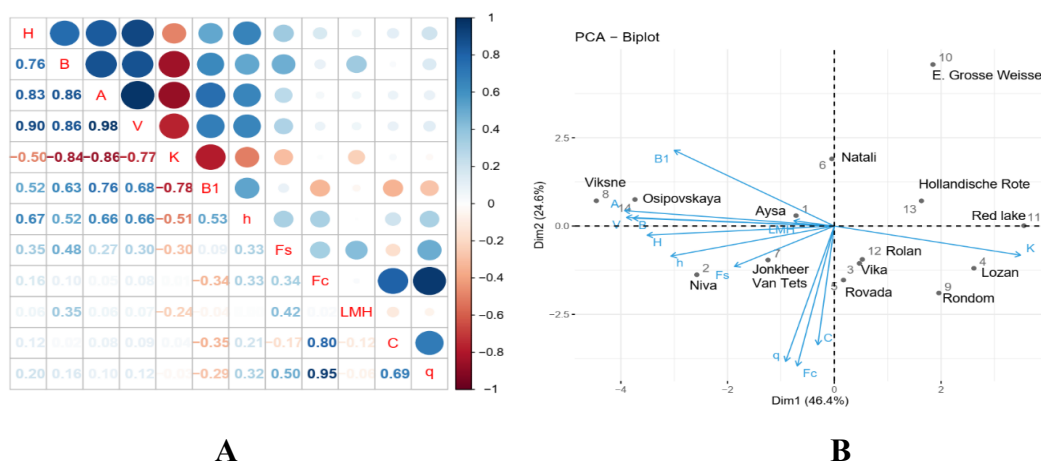 H
0.76 B
0.83 0.86 A
0.90 0.86 0.98 V
−0.50 −0.84 −0.86 −0.77 K
0.52 0.63 0.76 0.68 −0.78 B1
0.67 0.52 0.66 0.66 −0.51 0.53 h
0.35 0.48 0.27 0.30 −0.30 0.09 0.33 Fs
0.16 0.10 0.09 0.08 −0.34 0.33 0.34 Fc
0.35 −0.24 0.42 LMH
0.12 0.08 0.09 −0.35 0.21 −0.17 0.80 −0.12 C
0.20 0.16 0.10 0.12 −0.29 0.32 0.50 0.95 −0.06 0.69 q
1
0.8
0.6
0.4
0.2
0
−0.2
−0.4
−0.6
−0.8
−1
A
PCA − Biplot
Dim2 (24.6%)
5.0
2.5
0.0
−2.5
10
E. Grosse Weisse
B1
6
Natali
Viksne
8
14
Osipovskaya
Hollandische Rote
13
Aysa
1
Red lake
11
A
V
B
LMH
H
K
h
Fs
2
Niva
7
Jonkheer
Van Tets
12
Rolan
3
Vika
4
Lozan
5
Rovada
9
Rondom
C
q
Fc
−4
−2
0
2
Dim1 (46.4%)
B